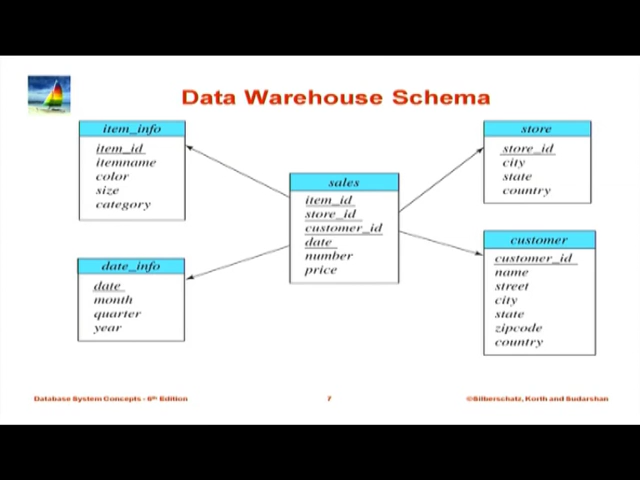 Data Warehouse Schema
item_info
item_id
itemname
color
size
category
date_info
date
month
quarter
year
sales
item_id
store_id
customer_id
date
number
price
store
store_id
city
state
country
customer
customer_id
name
street
city
state
zipcode
country
Database System Concepts - 6th Edition
7
©Silberschatz, Korth and Sudarshan